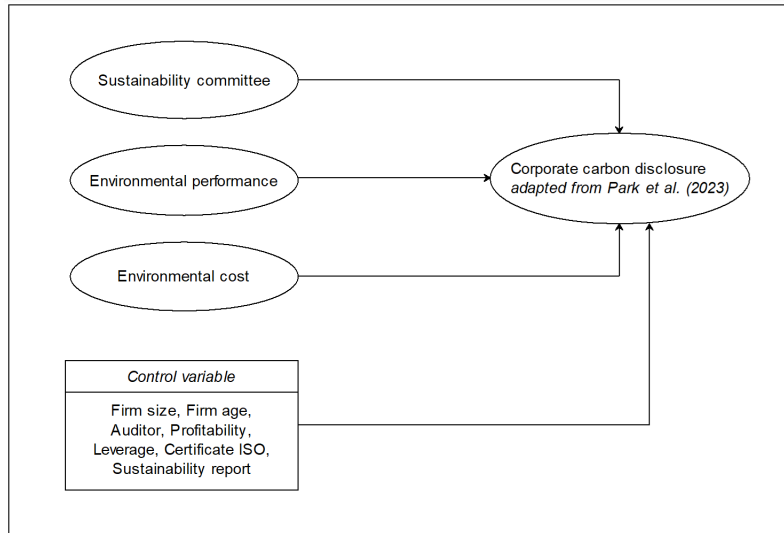 Sustainability committee
Environmental performance
Corporate carbon disclosure
adapted from Park et al. (2023)
Environmental cost
Control variable
Firm size, Firm age,
Auditor, Profitability,
Leverage, Certificate ISO,
Sustainability report